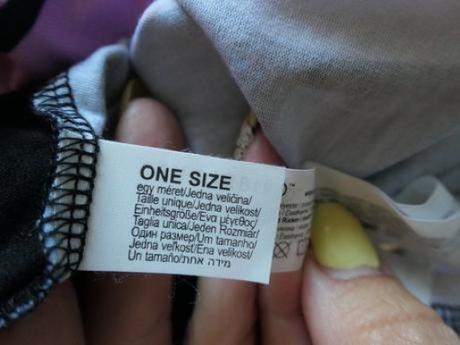 ONE SIZE
egy méret/Jedna veličina/
Taille unique/Jedna velikost/
Einheitsgröße/Ενα μέγεθος/
Taglia unica/Jeden Rozmiar/
Один размер/Um tamanho/
Jedna veľkosť/Ena velikost/
Un tamaño/מידה אחת